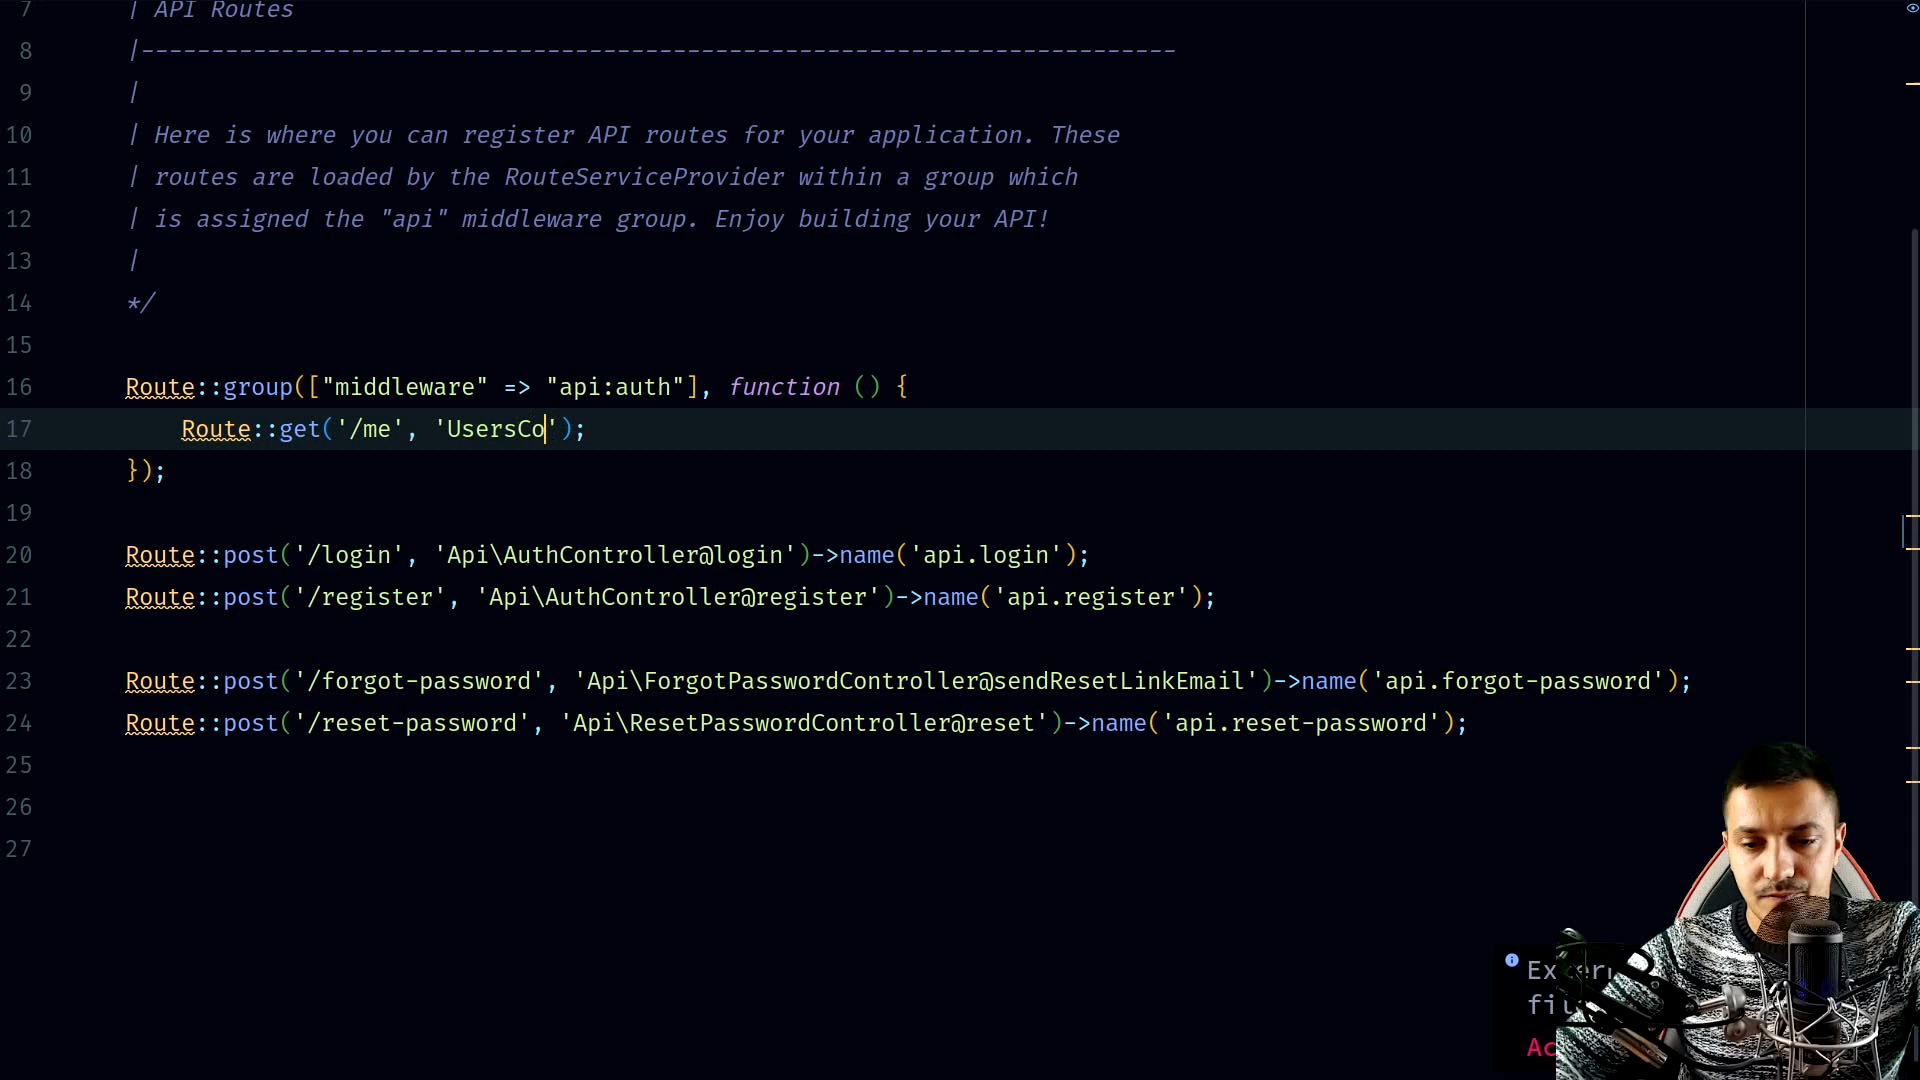 7 | API Routes
8 |--------------------------------------------------------------------------
9 |
10 | Here is where you can register API routes for your application. These
11 | routes are loaded by the RouteServiceProvider within a group which
12 | is assigned the "api" middleware group. Enjoy building your API!
13 |
14 */
15
16 Route::group(["middleware" => "api:auth"], function () {
17     Route::get('/me', 'UsersCo');
18 });
19
20 Route::post('/login', 'Api\AuthController@login')->name('api.login');
21 Route::post('/register', 'Api\AuthController@register')->name('api.register');
22
23 Route::post('/forgot-password', 'Api\ForgotPasswordController@sendResetLinkEmail')->name('api.forgot-password');
24 Route::post('/reset-password', 'Api\ResetPasswordController@reset')->name('api.reset-password');
25
26
27